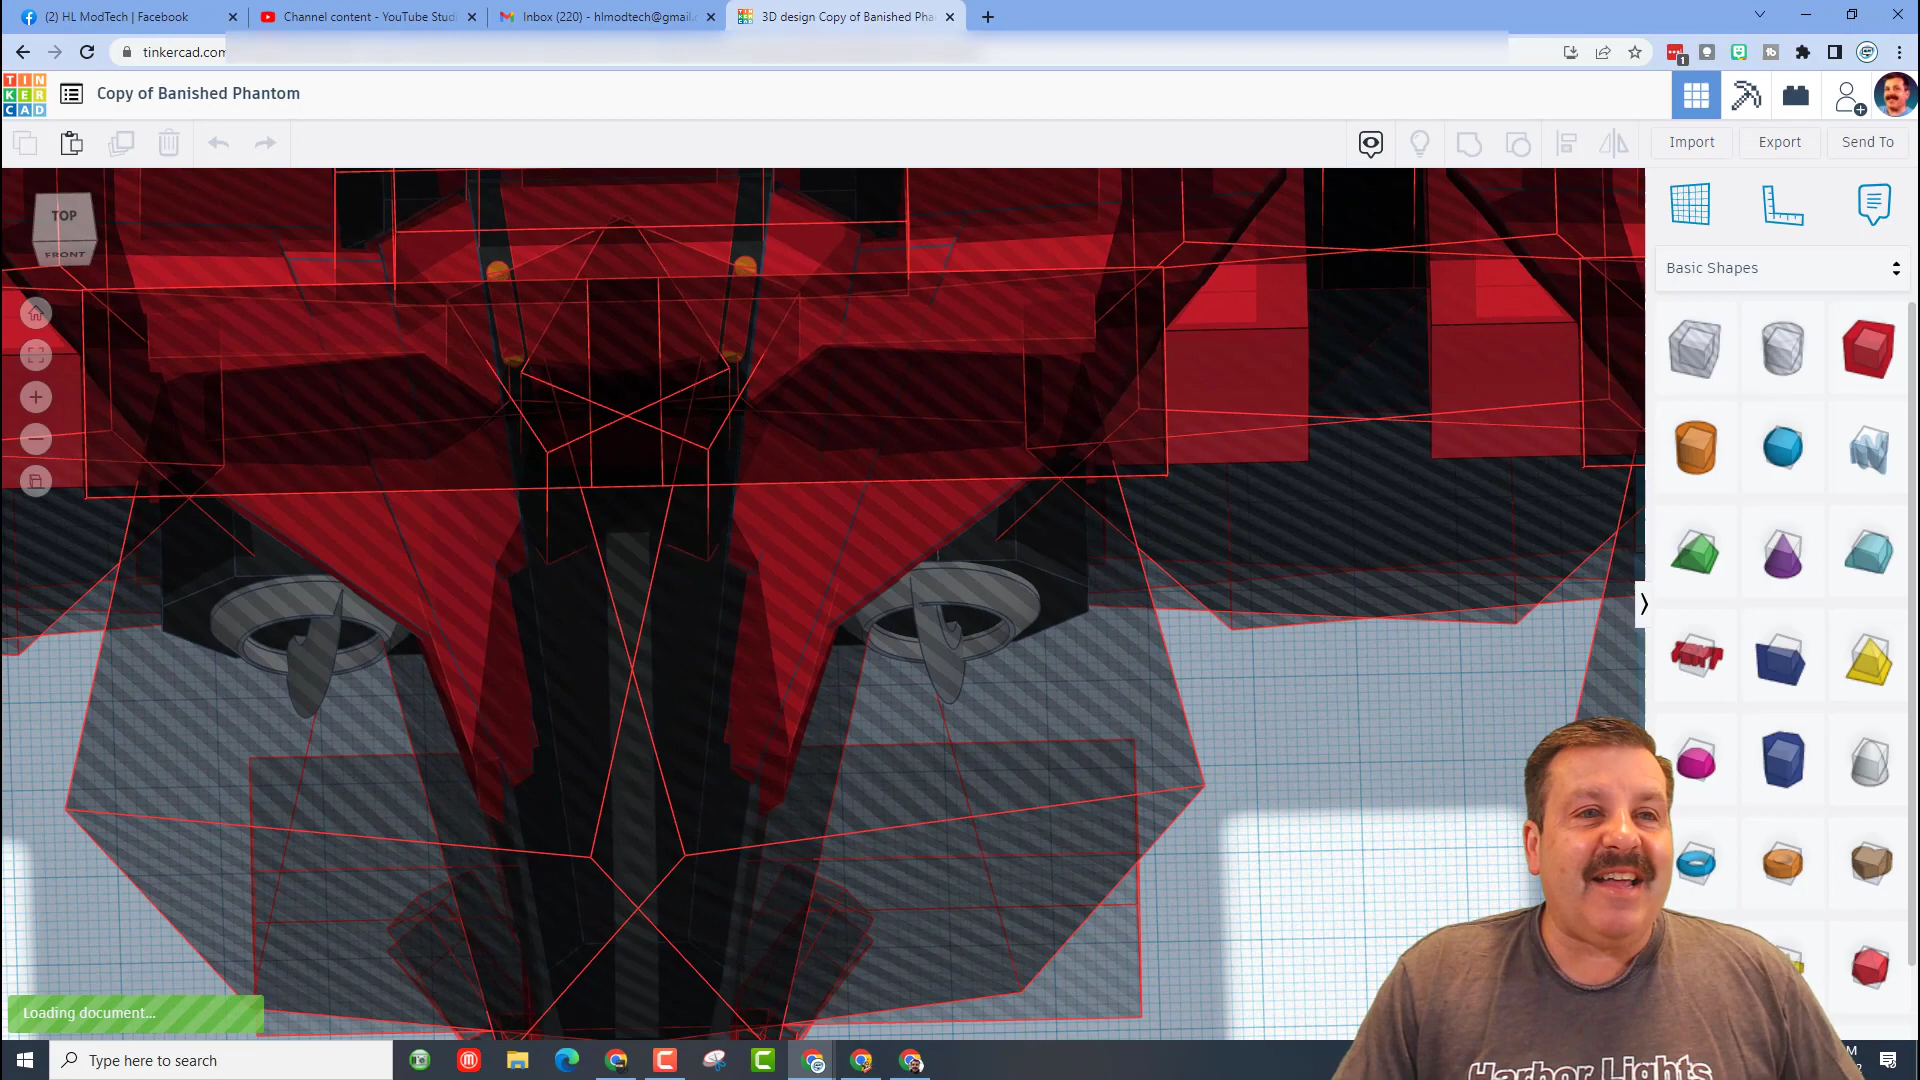 (2) HL ModTech | Facebook
Channel content - YouTube Studi
Inbox (220) - hlmodtech@gmail.c
3D design Copy of Banished Pha
tinkercad.com
1
TIN
KER
CAD
Copy of Banished Phantom
Import
Export
Send To
TOP
FRONT
Basic Shapes
Loading document...
Type here to search
Harbor Lights
M